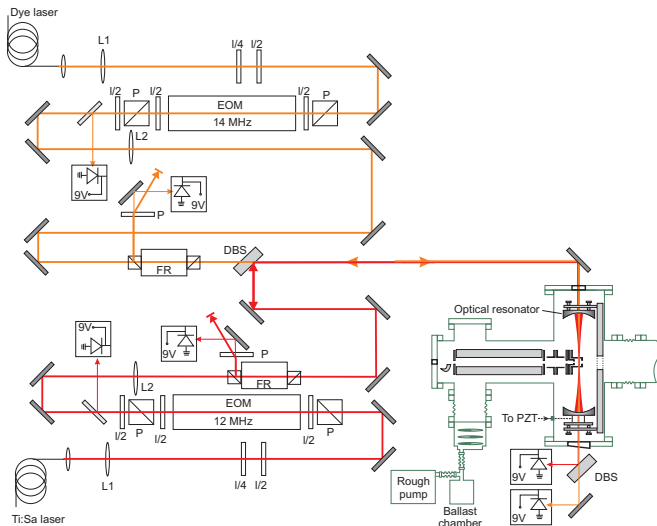 Dye laser
L1
l/4
l/2
l/2
P
l/2
EOM
14 MHz
l/2
P
L2
9V
9V
P
DBS
FR
Optical resonator
9V
9V
P
L2
FR
l/2
P
l/2
EOM
12 MHz
l/2
P
To PZT
L1
l/4
l/2
Ti:Sa laser
Rough
pump
Ballast
chamber
9V
DBS
9V